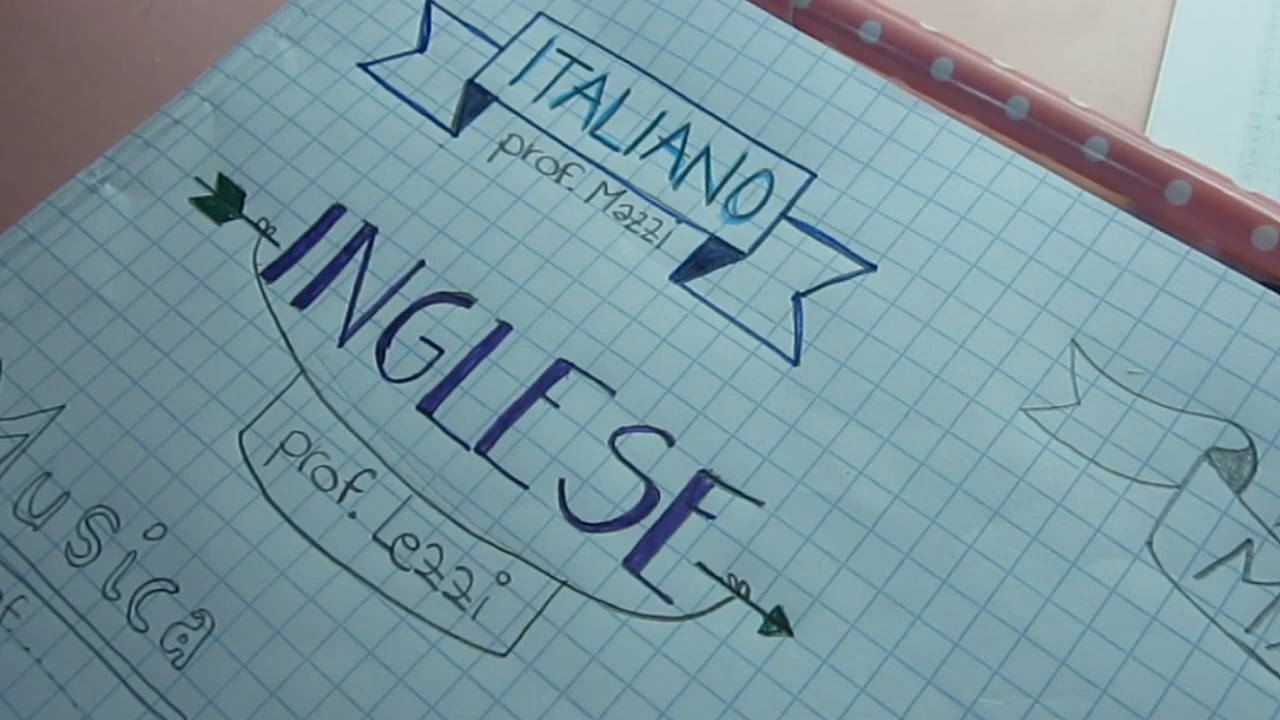 ITALIANO
prof. Mazzi
INGLESE
prof. Lezzi
Musica